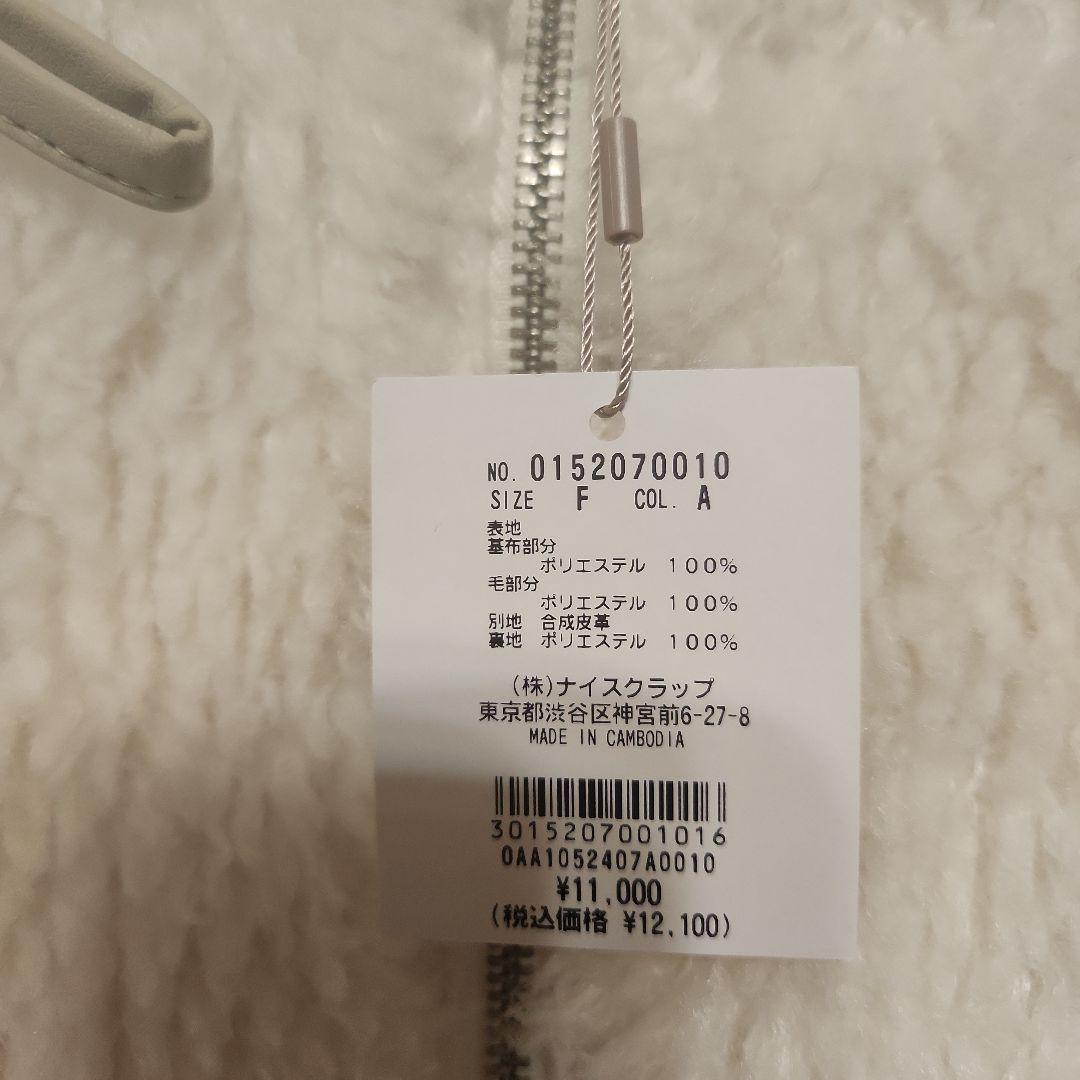 NO. 0152070010
SIZE F COL. A
表地
基布部分
ポリエステル 100%
毛部分
ポリエステル 100%
別地 合成皮革
裏地 ポリエステル 100%
(株)ナイスクラップ
東京都渋谷区神宮前6-27-8
MADE IN CAMBODIA
3015207001016
0AA1052407A0010
¥11,000
(税込価格 ¥12,100)